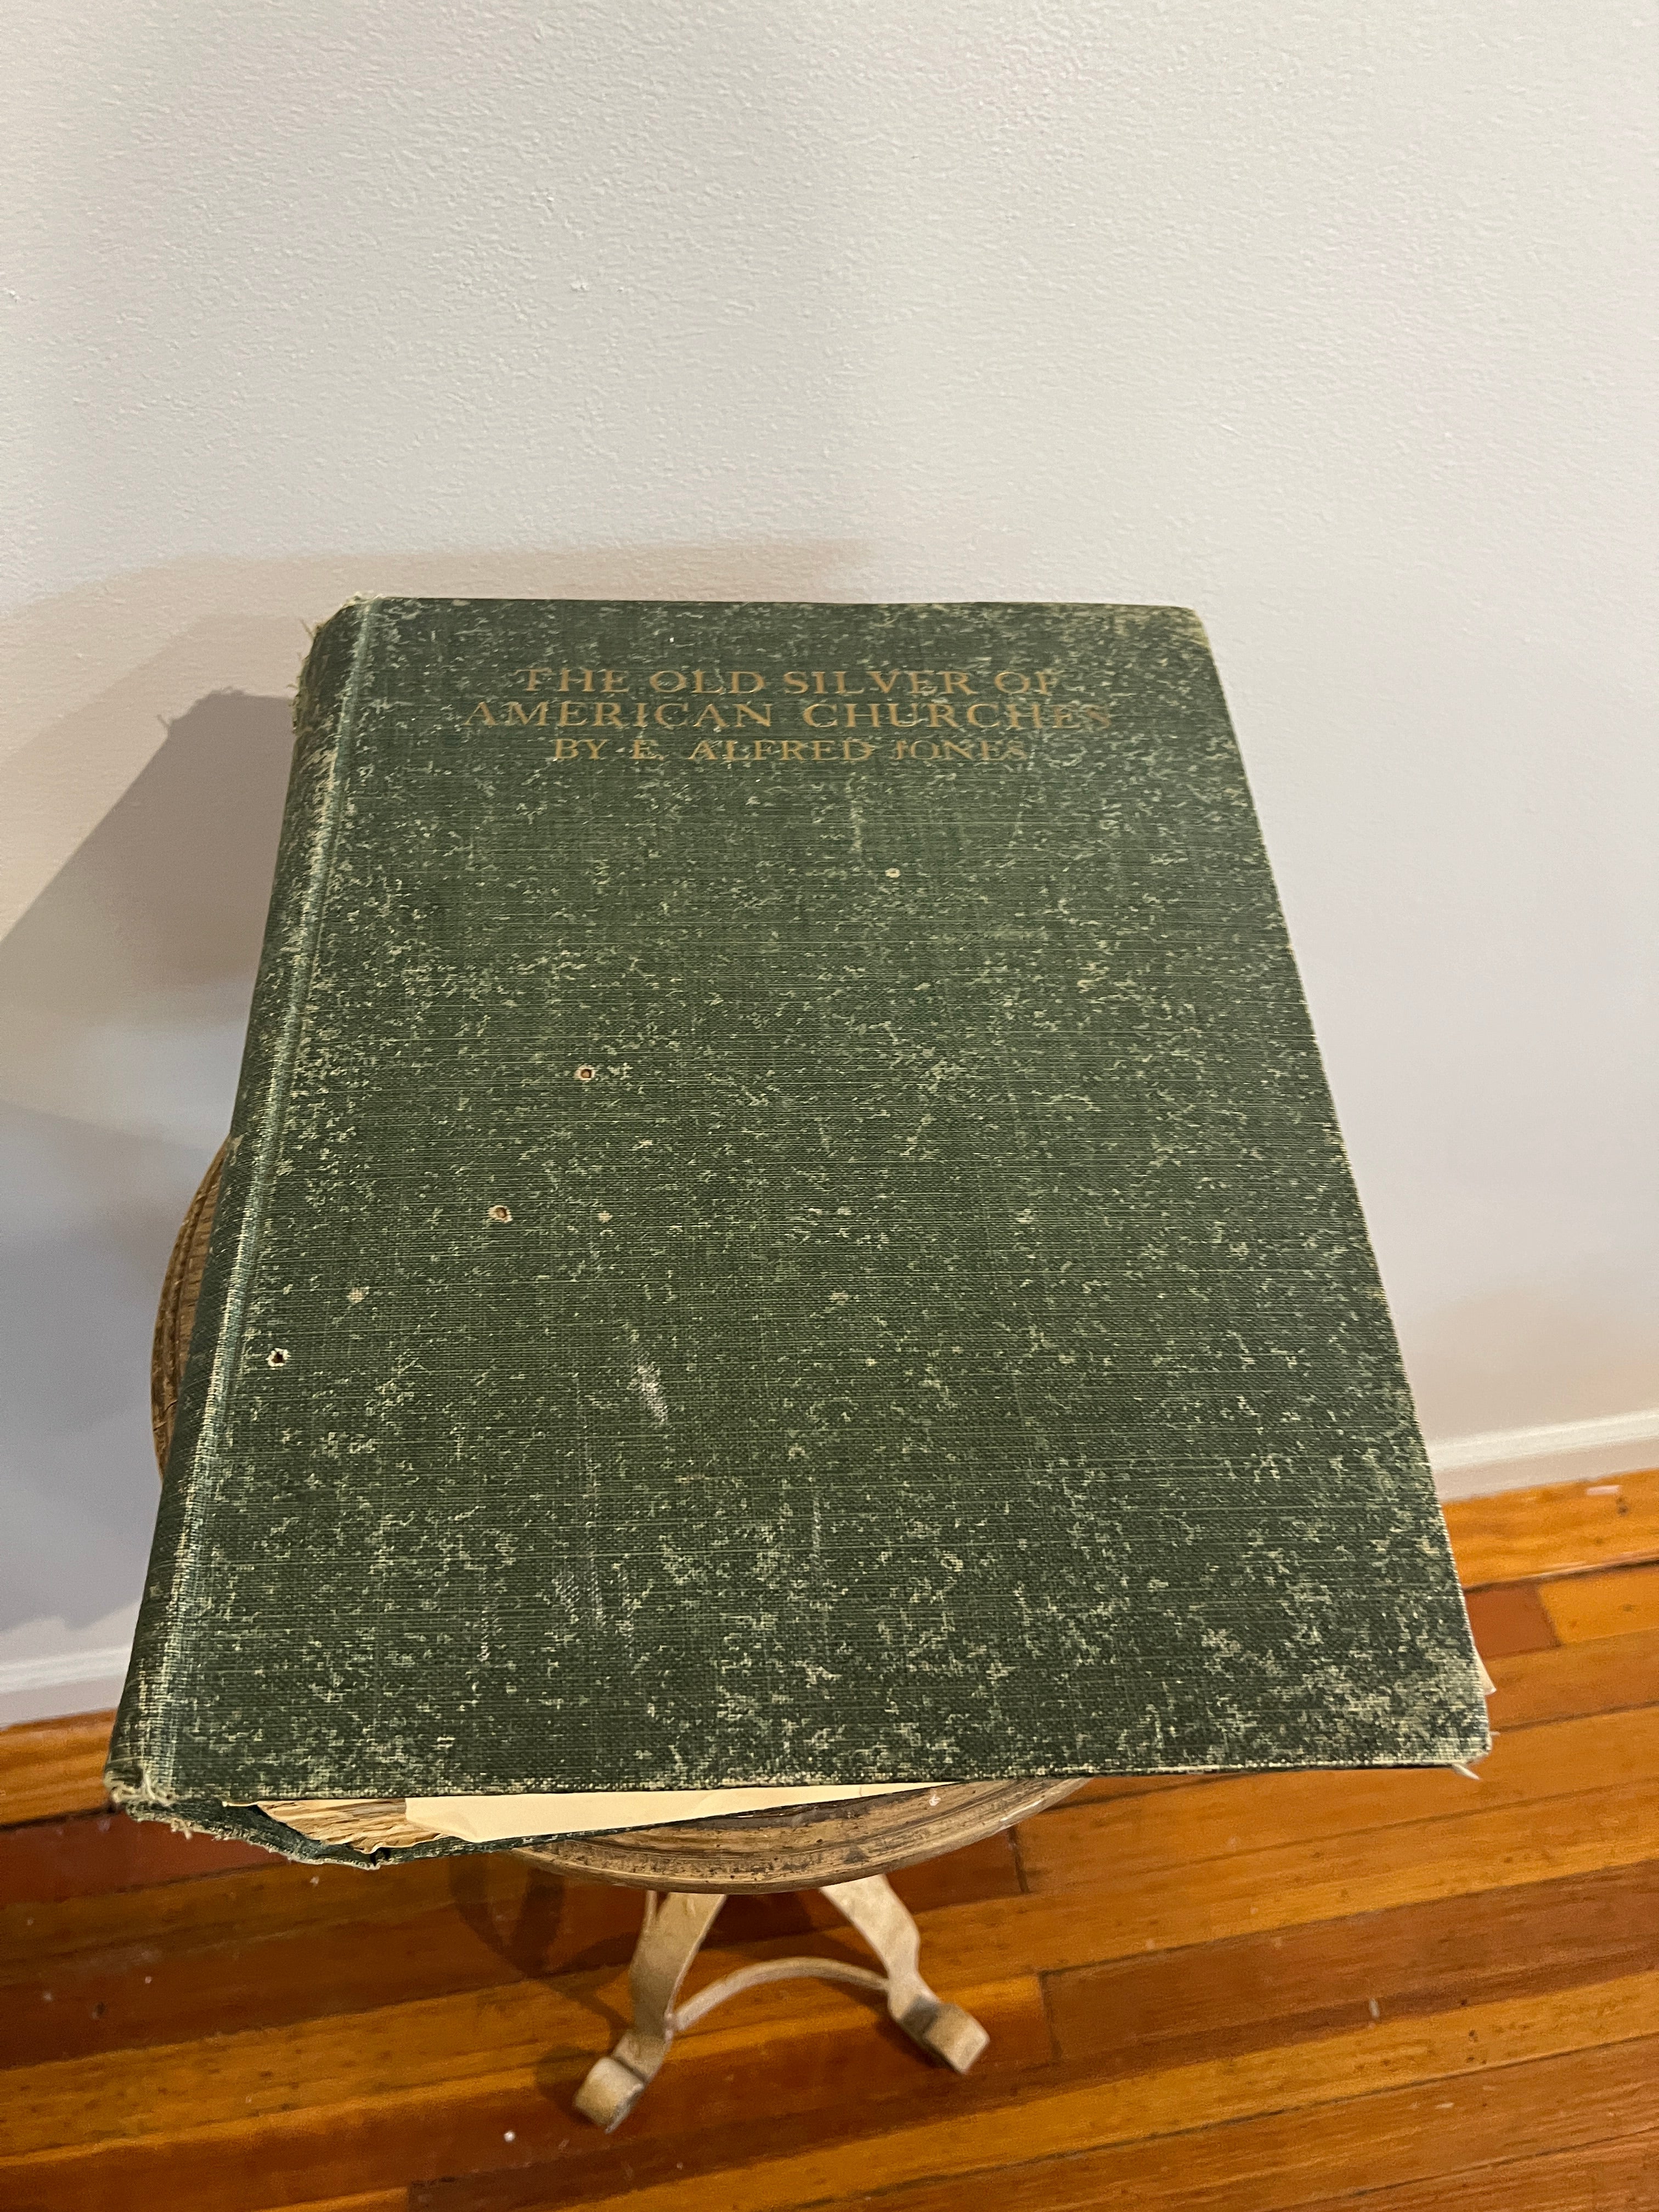 THE OLD SILVER OF
AMERICAN CHURCHES
BY E. ALFRED JONES